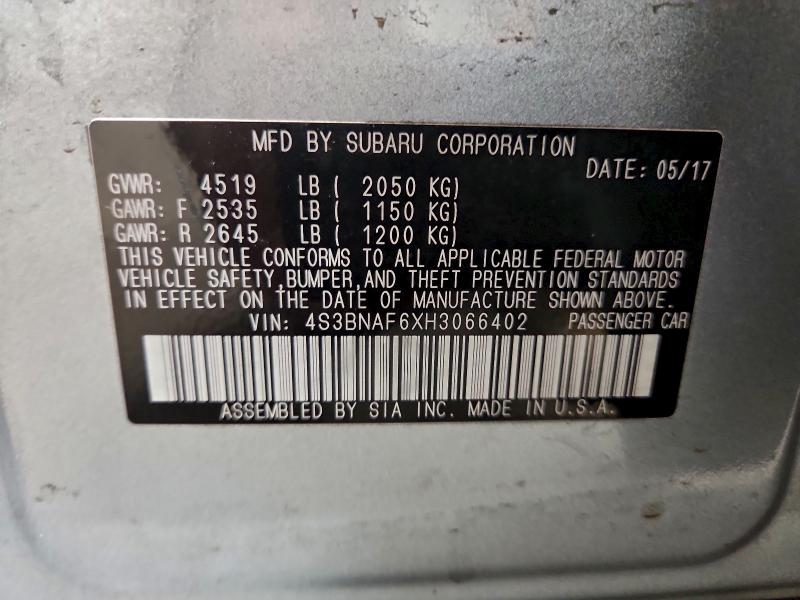 MFD BY SUBARU CORPORATION
DATE: 05/17
GVWR: 4519 LB ( 2050 KG)
GAWR: F 2535 LB ( 1150 KG)
GAWR: R 2645 LB ( 1200 KG)
THIS VEHICLE CONFORMS TO ALL APPLICABLE FEDERAL MOTOR
VEHICLE SAFETY,BUMPER,AND THEFT PREVENTION STANDARDS
IN EFFECT ON THE DATE OF MANUFACTURE SHOWN ABOVE.
VIN: 4S3BNAF6XH3066402 PASSENGER CAR
ASSEMBLED BY SIA INC. MADE IN U.S.A.